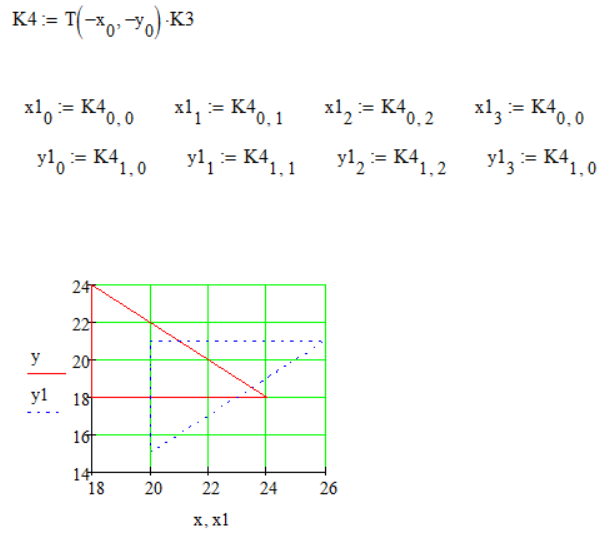 K4 := T(−x₀, −y₀)·K3
x1₀ := K4₀,₀ x1₁ := K4₀,₁ x1₂ := K4₀,₂ x1₃ := K4₀,₀
y1₀ := K4₁,₀ y1₁ := K4₁,₁ y1₂ := K4₁,₂ y1₃ := K4₁,₀
24
22
y 20
y1 18
16
14
18 20 22 24 26
x, x1